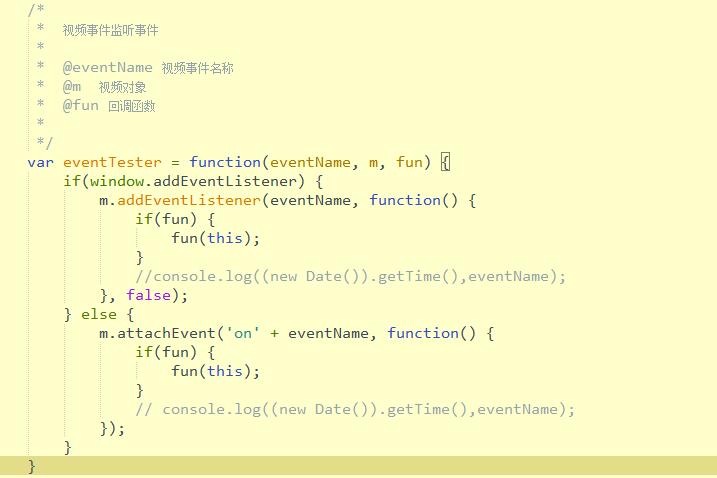 /*
 *  视频事件监听事件
 *
 *  @eventName 视频事件名称
 *  @m  视频对象
 *  @fun 回调函数
 *
 */
var eventTester = function(eventName, m, fun) {
    if(window.addEventListener) {
        m.addEventListener(eventName, function() {
            if(fun) {
                fun(this);
            }
            //console.log((new Date()).getTime(),eventName);
        }, false);
    } else {
        m.attachEvent('on' + eventName, function() {
            if(fun) {
                fun(this);
            }
            // console.log((new Date()).getTime(),eventName);
        });
    }
}